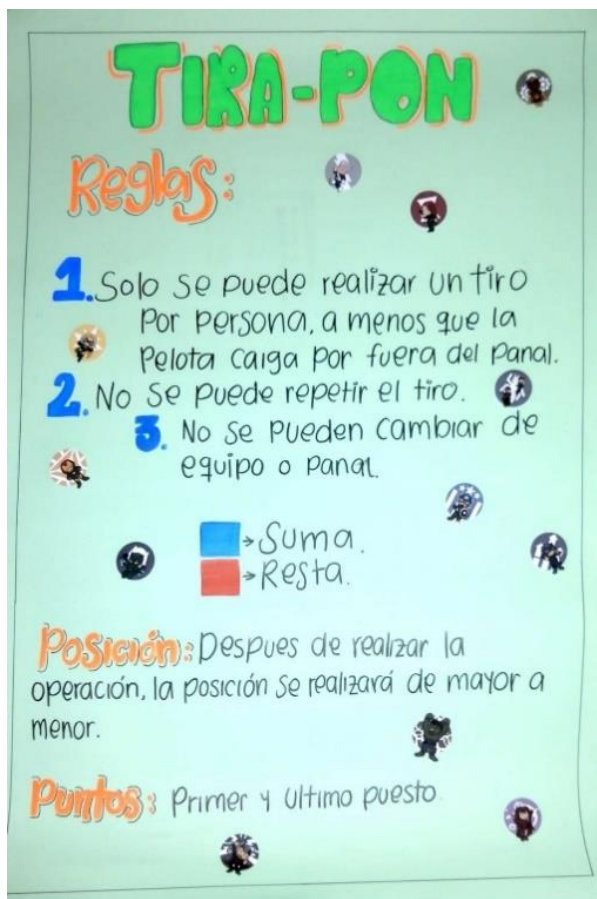 TIRA-PON
Reglas:
1. Solo se puede realizar un tiro
por persona, a menos que la
pelota caiga por fuera del panal.
2. No se puede repetir el tiro.
3. No se pueden cambiar de
equipo o panal.
→ Suma.
→ Resta.
Posición: Despues de realizar la
operación, la posición se realizará de mayor a
menor.
Puntos: Primer y ultimo puesto.